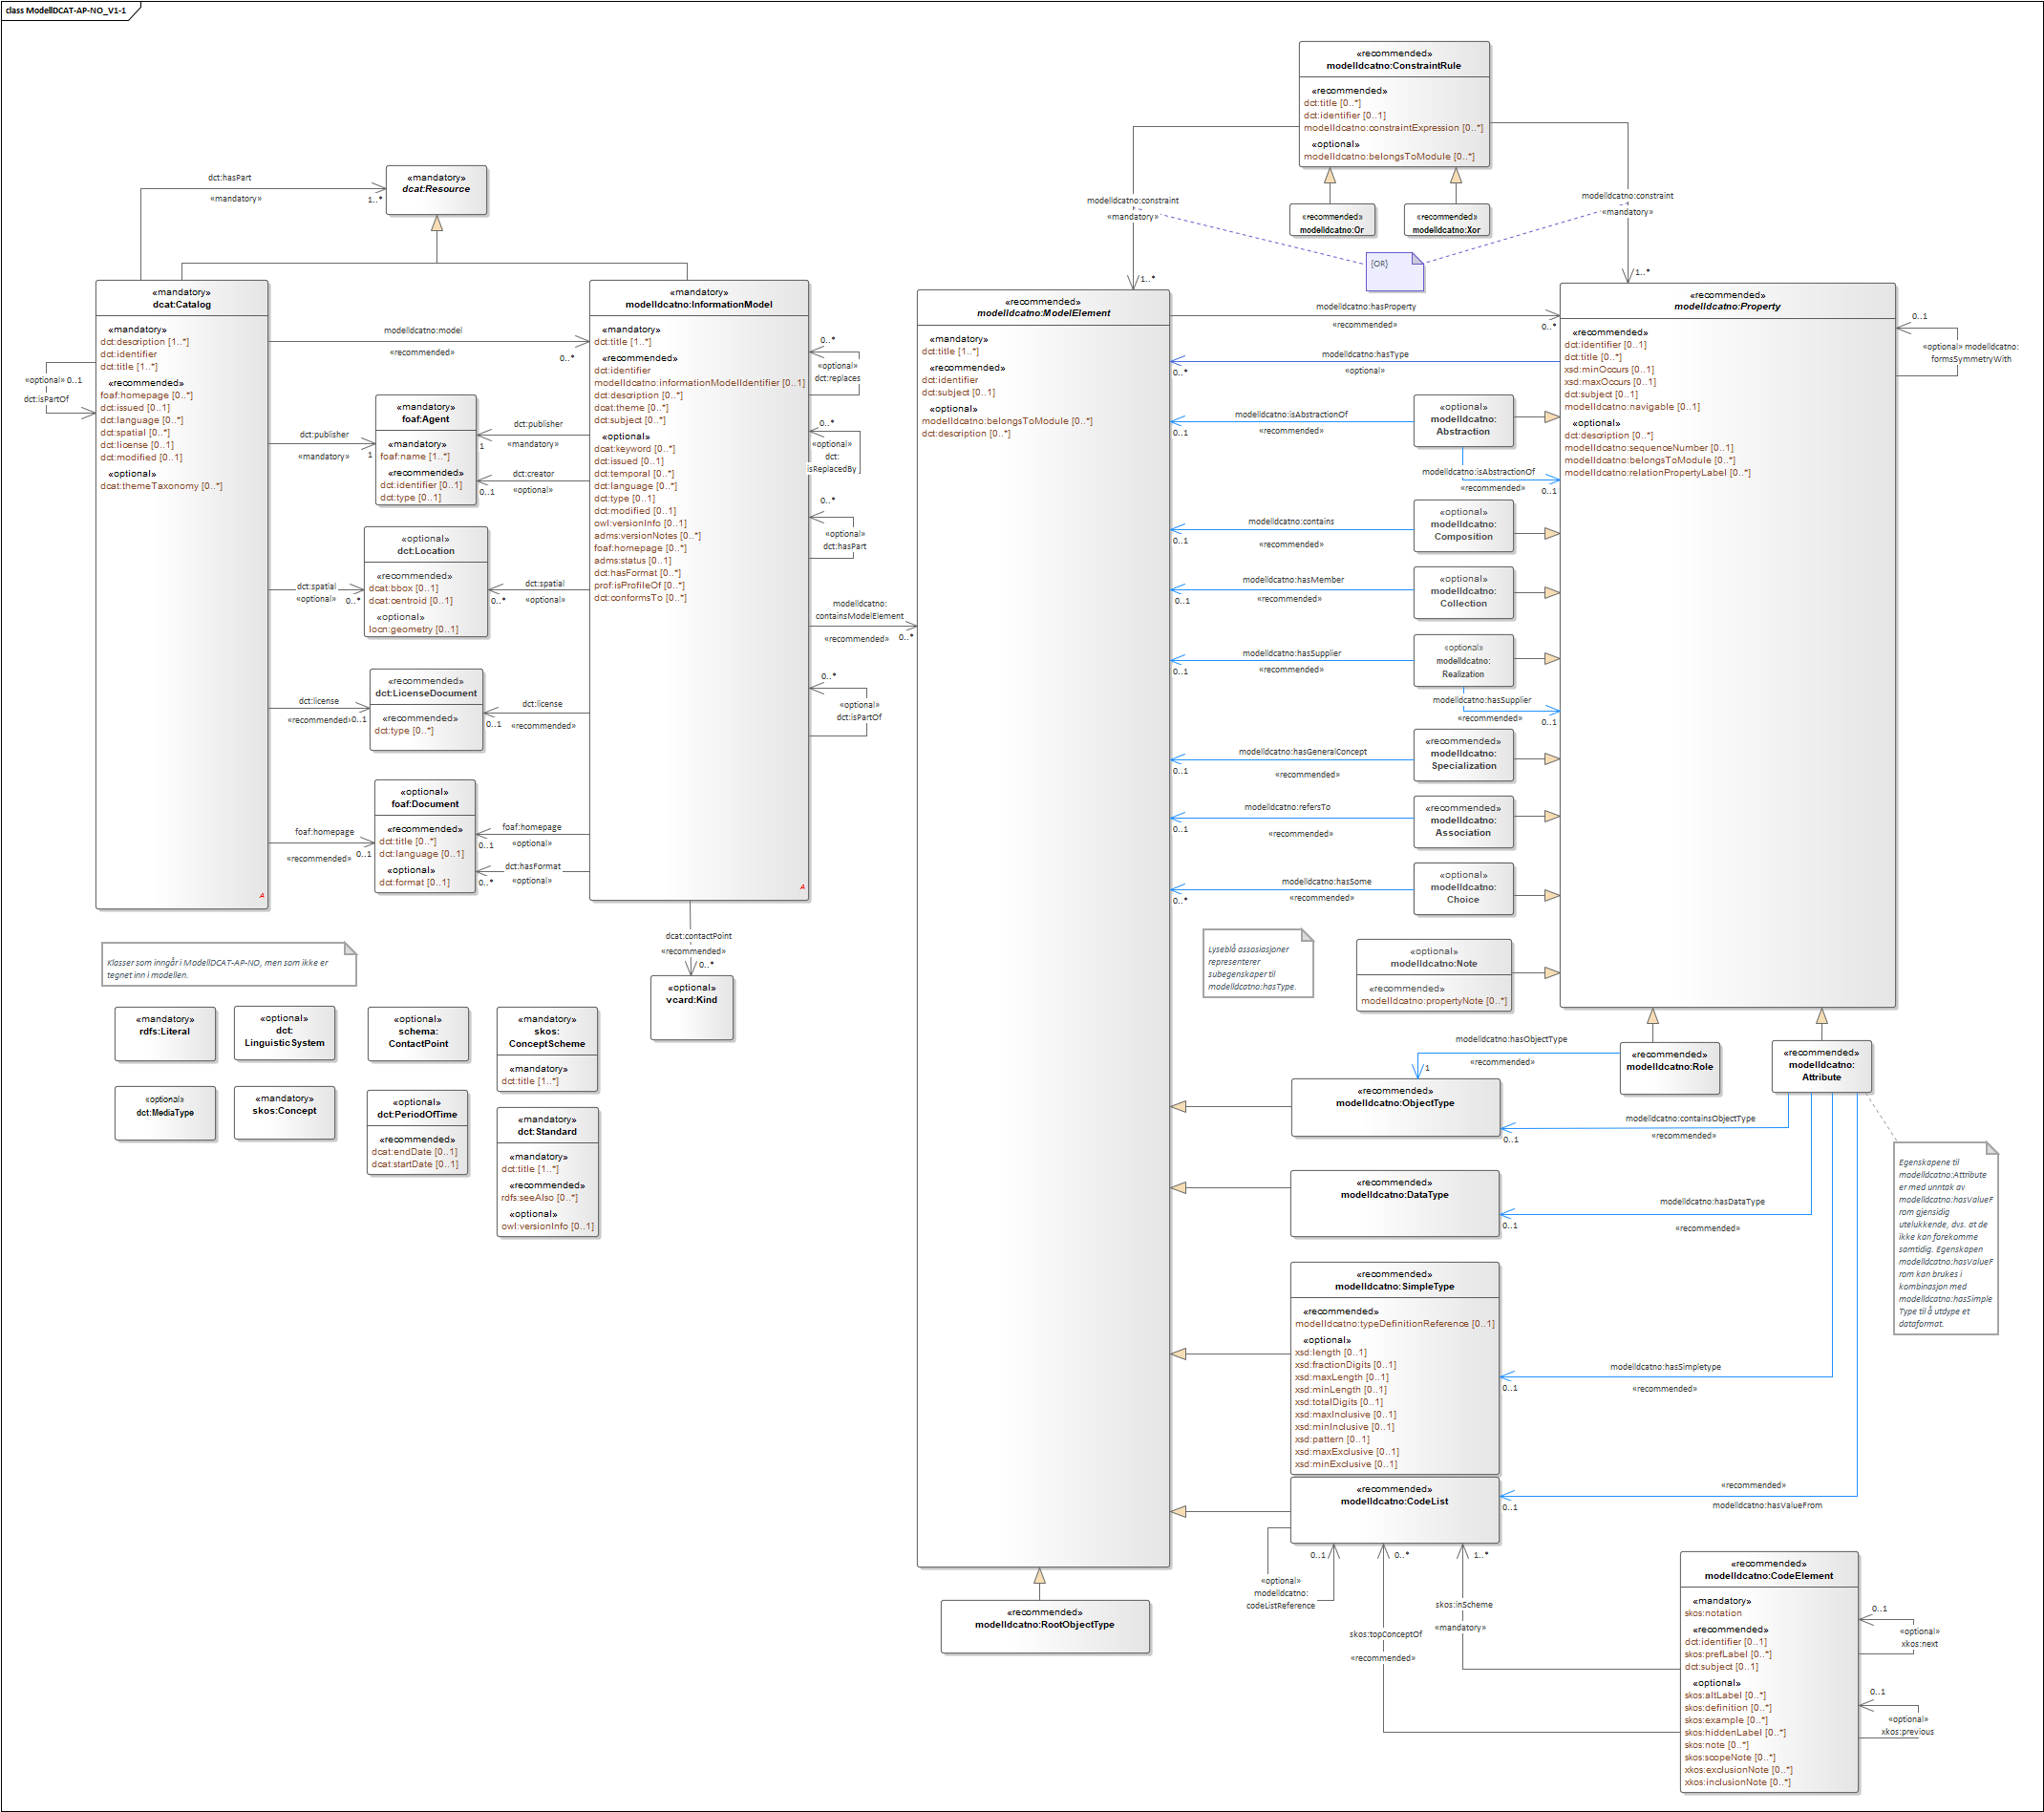 class ModellDCAT-AP-NO_V1-1
«recommended»
modelldcatno:ConstraintRule
«recommended»
dct:title [0..*]
dct:identifier [0..1]
modelldcatno:constraintExpression [0..*]
«optional»
modelldcatno:belongsToModule [0..*]
«recommended»
modelldcatno:Or
«recommended»
modelldcatno:Xor
modelldcatno:constraint
«mandatory»
1..*
modelldcatno:constraint
«mandatory»
1..*
{OR}
«mandatory»
dcat:Resource
dct:hasPart
«mandatory»
1..*
«mandatory»
dcat:Catalog
«mandatory»
dct:description [1..*]
dct:identifier
dct:title [1..*]
«recommended»
foaf:homepage [0..*]
dct:issued [0..1]
dct:language [0..*]
dct:spatial [0..*]
dct:license [0..1]
dct:modified [0..1]
«optional»
dcat:themeTaxonomy [0..*]
A
«optional» 0..1
dct:isPartOf
modelldcatno:model
«recommended»
0..*
dct:publisher
«mandatory»
1
dct:spatial
«optional»
0..*
dct:license
«recommended»
0..1
foaf:homepage
«recommended»
0..1
«mandatory»
foaf:Agent
«mandatory»
foaf:name [1..*]
«recommended»
dct:identifier [0..1]
dct:type [0..1]
«optional»
dct:Location
«recommended»
dcat:bbox [0..1]
dcat:centroid [0..1]
«optional»
locn:geometry [0..1]
«recommended»
dct:LicenseDocument
«recommended»
dct:type [0..*]
«optional»
foaf:Document
«recommended»
dct:title [0..*]
dct:language [0..1]
«optional»
dct:format [0..1]
dct:publisher
1
«mandatory»
dct:creator
0..1
«optional»
dct:spatial
0..*
«optional»
dct:license
0..1
«recommended»
foaf:homepage
0..1
«optional»
dct:hasFormat
0..*
«optional»
«mandatory»
modelldcatno:InformationModel
«mandatory»
dct:title [1..*]
«recommended»
dct:identifier
modelldcatno:informationModelIdentifier [0..1]
dct:description [0..*]
dcat:theme [0..*]
dct:subject [0..*]
«optional»
dcat:keyword [0..*]
dct:issued [0..1]
dct:temporal [0..*]
dct:language [0..*]
dct:type [0..1]
dct:modified [0..1]
owl:versionInfo [0..1]
adms:versionNotes [0..*]
foaf:homepage [0..*]
adms:status [0..1]
dct:hasFormat [0..*]
prof:isProfileOf [0..*]
dct:conformsTo [0..*]
A
0..*
«optional»
dct:replaces
0..*
«optional»
dct:
isReplacedBy
0..*
«optional»
dct:hasPart
modelldcatno:
containsModelElement
«recommended»
0..*
0..*
«optional»
dct:isPartOf
dcat:contactPoint
«recommended»
0..*
«optional»
vcard:Kind
Klasser som inngår i ModellDCAT-AP-NO, men som ikke er
tegnet inn i modellen.
«mandatory»
rdfs:Literal
«optional»
dct:
LinguisticSystem
«optional»
schema:
ContactPoint
«mandatory»
skos:
ConceptScheme
«mandatory»
dct:title [1..*]
«optional»
dct:MediaType
«mandatory»
skos:Concept
«optional»
dct:PeriodOfTime
«recommended»
dcat:endDate [0..1]
dcat:startDate [0..1]
«mandatory»
dct:Standard
«mandatory»
dct:title [1..*]
«recommended»
rdfs:seeAlso [0..*]
«optional»
owl:versionInfo [0..1]
«recommended»
modelldcatno:ModelElement
«mandatory»
dct:title [1..*]
«recommended»
dct:identifier
dct:subject [0..1]
«optional»
modelldcatno:belongsToModule [0..*]
dct:description [0..*]
«recommended»
modelldcatno:RootObjectType
modelldcatno:hasProperty
«recommended»
0..*
modelldcatno:hasType
«optional»
0..*
modelldcatno:isAbstractionOf
«recommended»
0..1
«optional»
modelldcatno:
Abstraction
modelldcatno:isAbstractionOf
«recommended»
0..1
modelldcatno:contains
«recommended»
0..1
«optional»
modelldcatno:
Composition
modelldcatno:hasMember
«recommended»
0..1
«optional»
modelldcatno:
Collection
modelldcatno:hasSupplier
«recommended»
0..1
«optional»
modelldcatno:
Realization
modelldcatno:hasSupplier
«recommended»
0..1
modelldcatno:hasGeneralConcept
«recommended»
0..1
«recommended»
modelldcatno:
Specialization
modelldcatno:refersTo
«recommended»
0..1
«recommended»
modelldcatno:
Association
modelldcatno:hasSome
«recommended»
0..*
«optional»
modelldcatno:
Choice
Lyseblå assosiasjoner
representerer
subegenskaper til
modelldcatno:hasType.
«optional»
modelldcatno:Note
«recommended»
modelldcatno:propertyNote [0..*]
«recommended»
modelldcatno:Property
«recommended»
dct:identifier [0..1]
dct:title [0..*]
xsd:minOccurs [0..1]
xsd:maxOccurs [0..1]
dct:subject [0..1]
modelldcatno:navigable [0..1]
«optional»
dct:description [0..*]
modelldcatno:sequenceNumber [0..1]
modelldcatno:belongsToModule [0..*]
modelldcatno:relationPropertyLabel [0..*]
0..1
«optional» modelldcatno:
formsSymmetryWith
«recommended»
modelldcatno:Role
«recommended»
modelldcatno:
Attribute
modelldcatno:hasObjectType
«recommended»
1
«recommended»
modelldcatno:ObjectType
modelldcatno:containsObjectType
«recommended»
0..1
«recommended»
modelldcatno:DataType
modelldcatno:hasDataType
«recommended»
0..1
Egenskapene til
modelldcatno:Attribute
er med unntak av
modelldcatno:hasValueF
rom gjensidig
utelukkende, dvs. at de
ikke kan forekomme
samtidig. Egenskapen
modelldcatno:hasValueF
rom kan brukes i
kombinasjon med
modelldcatno:hasSimple
Type til å utdype et
dataformat.
«recommended»
modelldcatno:SimpleType
«recommended»
modelldcatno:typeDefinitionReference [0..1]
«optional»
xsd:length [0..1]
xsd:fractionDigits [0..1]
xsd:maxLength [0..1]
xsd:minLength [0..1]
xsd:totalDigits [0..1]
xsd:maxInclusive [0..1]
xsd:minInclusive [0..1]
xsd:pattern [0..1]
xsd:maxExclusive [0..1]
xsd:minExclusive [0..1]
modelldcatno:hasSimpletype
«recommended»
0..1
«recommended»
modelldcatno:CodeList
«recommended»
modelldcatno:hasValueFrom
0..1
0..1
«optional»
modelldcatno:
codeListReference
0..*
skos:topConceptOf
«recommended»
1..*
skos:inScheme
«mandatory»
«recommended»
modelldcatno:CodeElement
«mandatory»
skos:notation
«recommended»
dct:identifier [0..1]
skos:prefLabel [0..*]
dct:subject [0..1]
«optional»
skos:altLabel [0..*]
skos:definition [0..*]
skos:example [0..*]
skos:hiddenLabel [0..*]
skos:note [0..*]
skos:scopeNote [0..*]
xkos:exclusionNote [0..*]
xkos:inclusionNote [0..*]
0..1
«optional»
xkos:next
0..1
«optional»
xkos:previous